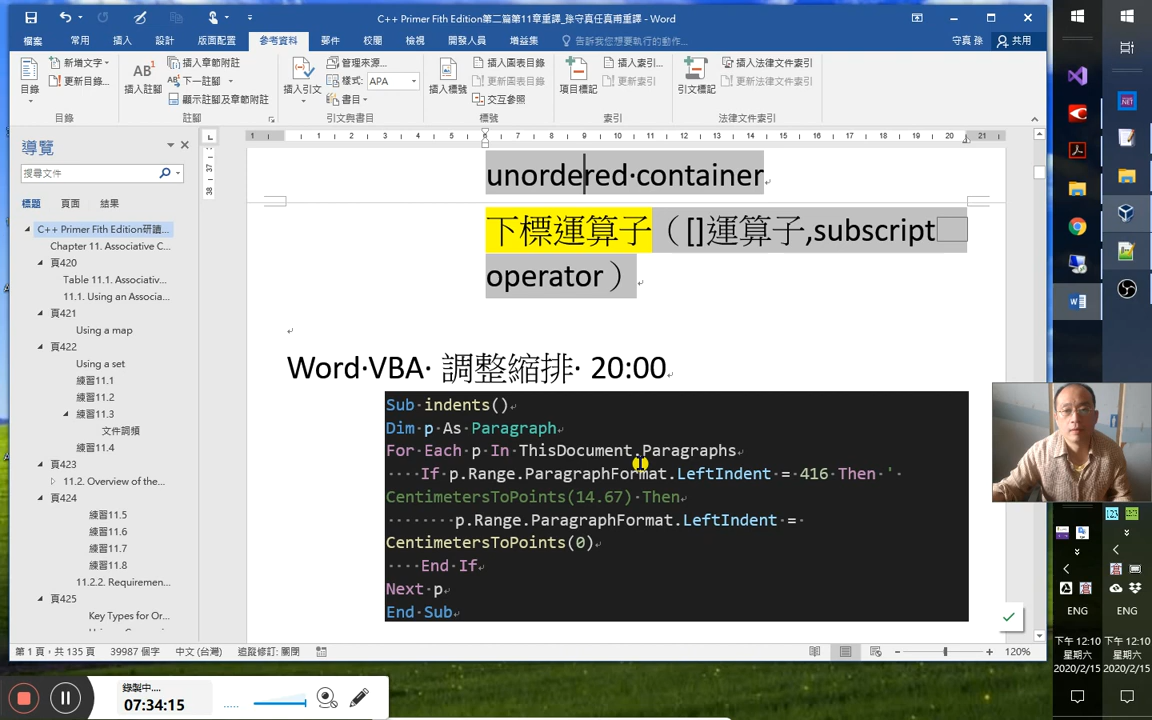 C++ Primer Fith Edition第二篇第11章重譯_孫守真任真甫重譯 - Word
檔案 常用 插入 設計 版面配置 參考資料 郵件 校閱 檢視 開發人員 增益集 告訴我您想要執行的動作... 守真 孫 共用
目錄 新增文字 更新目錄... 目錄
插入註腳 插入章節附註 下一註腳 顯示註腳及章節附註 註腳
插入引文 管理來源... 樣式: APA 書目 引文與書目
插入標號 插入圖表目錄 更新圖表目錄 交互參照 標號
項目標記 插入索引... 更新索引 索引
引文標記 插入法律文件索引 更新法律文件索引 法律文件索引
導覽
搜尋文件
標題 頁面 結果
C++ Primer Fith Edition研讀...
Chapter 11. Associative C...
頁420
Table 11.1. Associativ...
11.1. Using an Associa...
頁421
Using a map
頁422
Using a set
練習11.1
練習11.2
練習11.3
文件調頻
練習11.4
頁423
11.2. Overview of the...
頁424
練習11.5
練習11.6
練習11.7
練習11.8
11.2.2. Requiremen...
頁425
Key Types for Or...
unordered·container
下標運算子（[]運算子,subscript
operator）
Word·VBA· 調整縮排· 20:00
Sub·indents()
Dim·p·As·Paragraph
For·Each·p·In·ThisDocument.Paragraphs
····If·p.Range.ParagraphFormat.LeftIndent·=·416·Then·'·
CentimetersToPoints(14.67)·Then
········p.Range.ParagraphFormat.LeftIndent·=·
CentimetersToPoints(0)
····End·If
Next·p
End·Sub
第 1 頁，共 135 頁 39987 個字 中文 (台灣) 追蹤修訂: 關閉 120%
錄製中....
07:34:15
ENG ENG
下午 12:10 下午 12:10
星期六 星期六
2020/2/15 2020/2/15